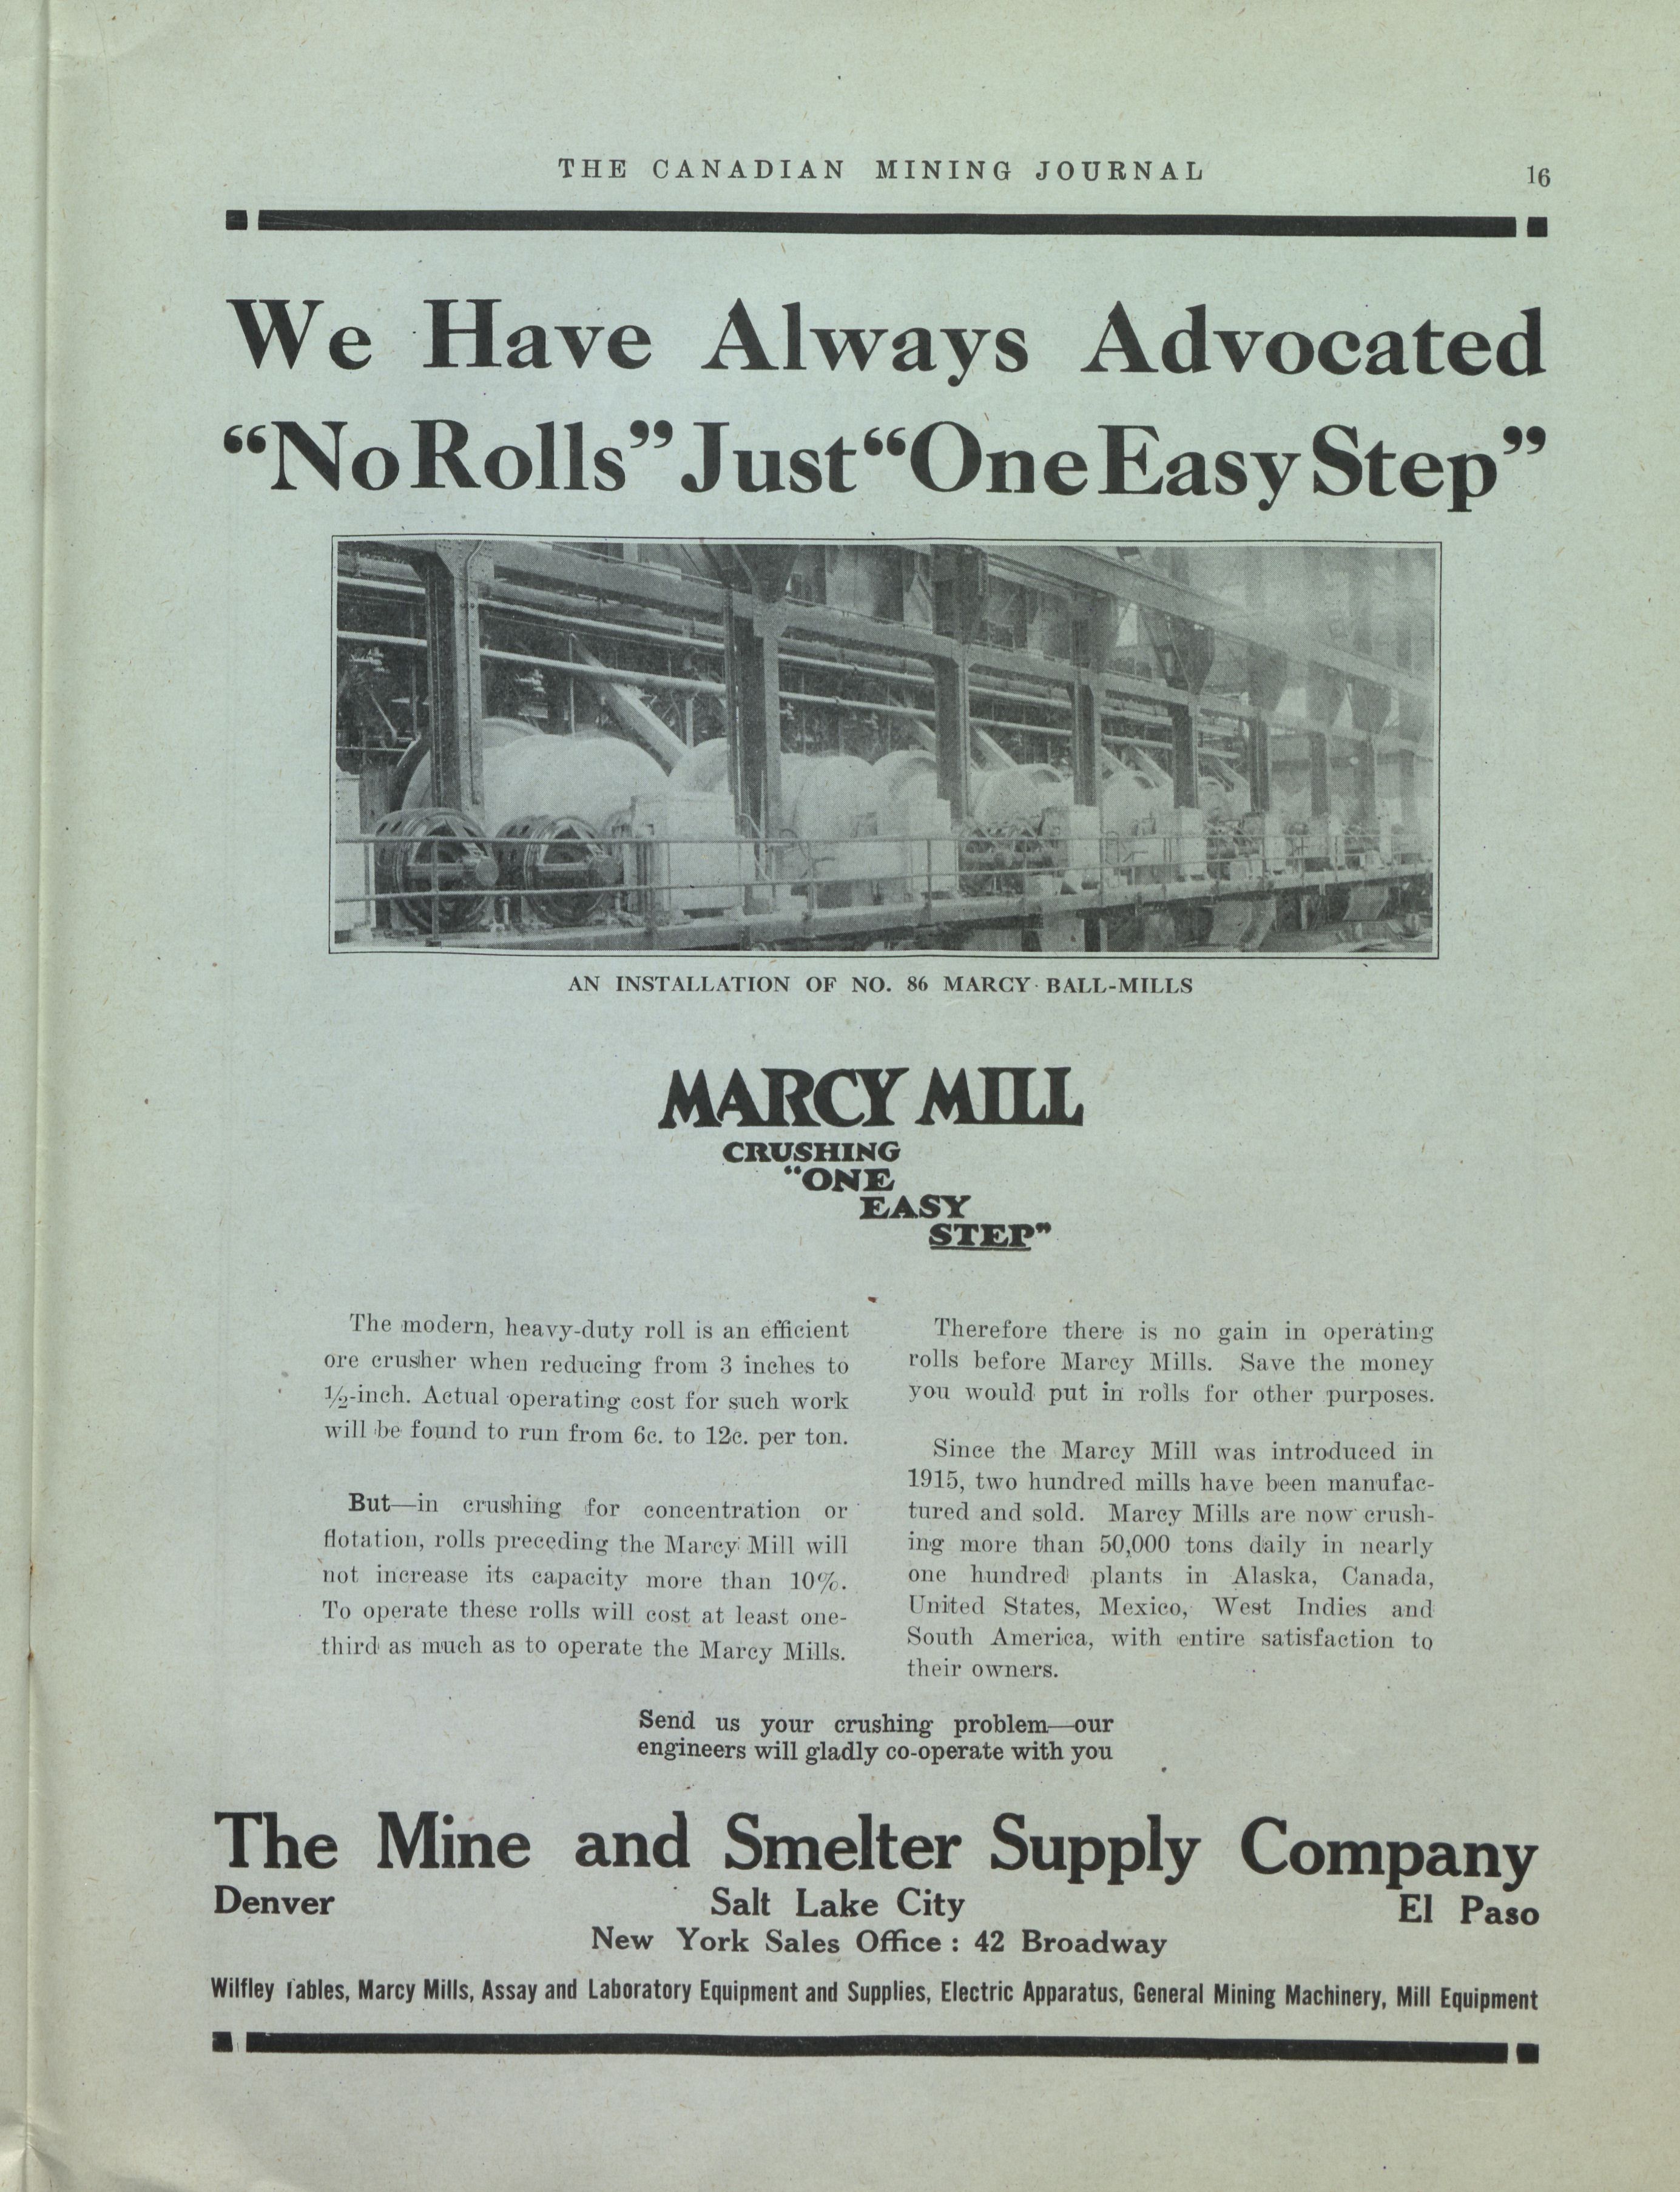 THE CANADIAN MINING JOURNAL 16
We Have Always Advocated
“No Rolls” Just “One Easy Step”
AN INSTALLATION OF NO. 86 MARCY BALL-MILLS
MARCY MILL
CRUSHING
“ONE
EASY
STEP”
The modern, heavy-duty roll is an efficient
ore crusher when reducing from 3 inches to
½-inch. Actual operating cost for such work
will be found to run from 6c. to 12c. per ton.
But—in crushing for concentration or
flotation, rolls preceding the Marcy Mill will
not increase its capacity more than 10%.
To operate these rolls will cost at least one-
third as much as to operate the Marcy Mills.
Therefore there is no gain in operating
rolls before Marcy Mills. Save the money
you would put in rolls for other purposes.
Since the Marcy Mill was introduced in
1915, two hundred mills have been manufac-
tured and sold. Marcy Mills are now crush-
ing more than 50,000 tons daily in nearly
one hundred plants in Alaska, Canada,
United States, Mexico, West Indies and
South America, with entire satisfaction to
their owners.
Send us your crushing problem—our
engineers will gladly co-operate with you
The Mine and Smelter Supply Company
Denver Salt Lake City El Paso
New York Sales Office : 42 Broadway
Wilfley Tables, Marcy Mills, Assay and Laboratory Equipment and Supplies, Electric Apparatus, General Mining Machinery, Mill Equipment